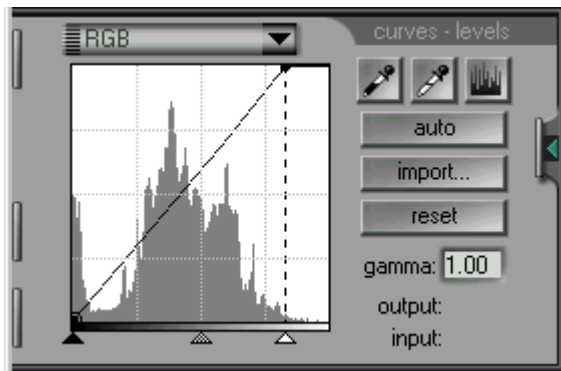 RGB
curves - levels
auto
import...
reset
gamma: 1.00
output:
input: